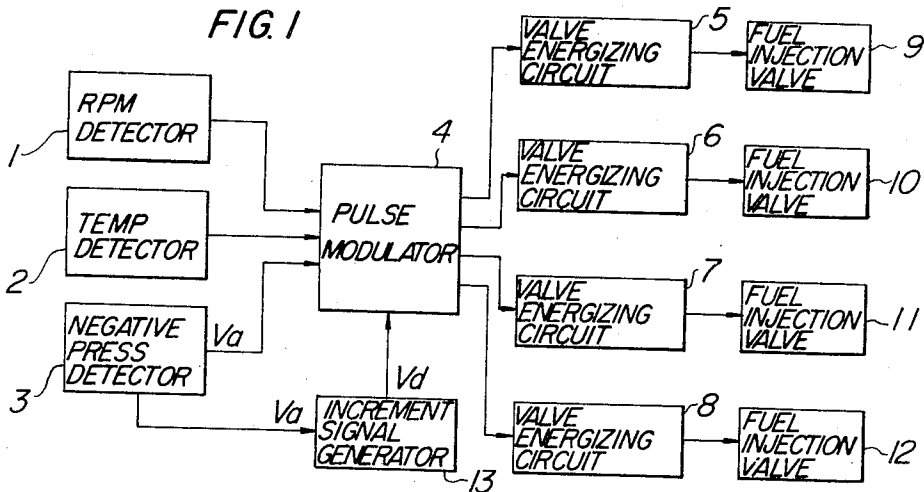 FIG. 1
RPM
DETECTOR
1
TEMP
DETECTOR
2
NEGATIVE
PRESS
DETECTOR
3
Va
Va
4
PULSE
MODULATOR
Vd
INCREMENT
SIGNAL
GENERATOR
13
VALVE
ENERGIZING
CIRCUIT
5
FUEL
INJECTION
VALVE
9
VALVE
ENERGIZING
CIRCUIT
6
FUEL
INJECTION
VALVE
10
VALVE
ENERGIZING
CIRCUIT
7
FUEL
INJECTION
VALVE
11
VALVE
ENERGIZING
CIRCUIT
8
FUEL
INJECTION
VALVE
12